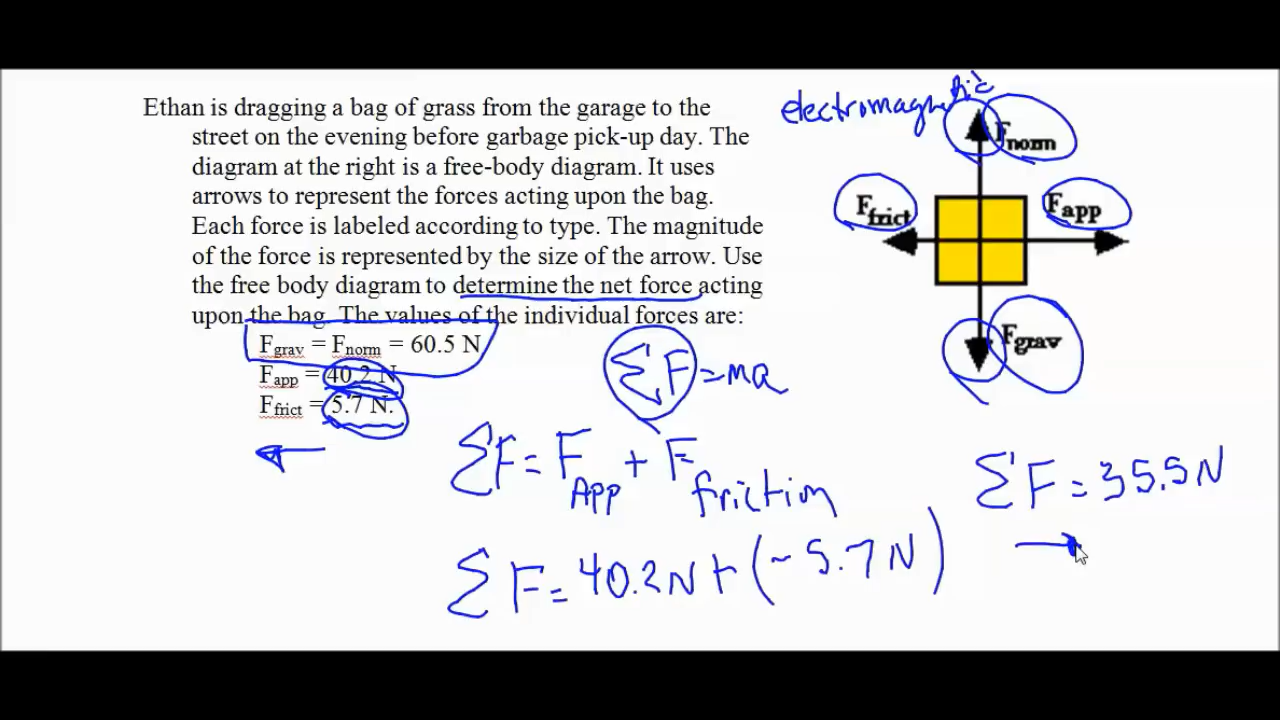 Ethan is dragging a bag of grass from the garage to the
street on the evening before garbage pick-up day. The
diagram at the right is a free-body diagram. It uses
arrows to represent the forces acting upon the bag.
Each force is labeled according to type. The magnitude
of the force is represented by the size of the arrow. Use
the free body diagram to determine the net force acting
upon the bag. The values of the individual forces are:
Fgrav = Fnorm = 60.5 N
Fapp = 40.2 N
Ffrict = 5.7 N.
electromagnetic
Fnorm
Ffrict
Fapp
Fgrav
ΣF = ma
ΣF = FAPP + Ffriction
ΣF = 40.2N + (-5.7N)
ΣF = 35.5N